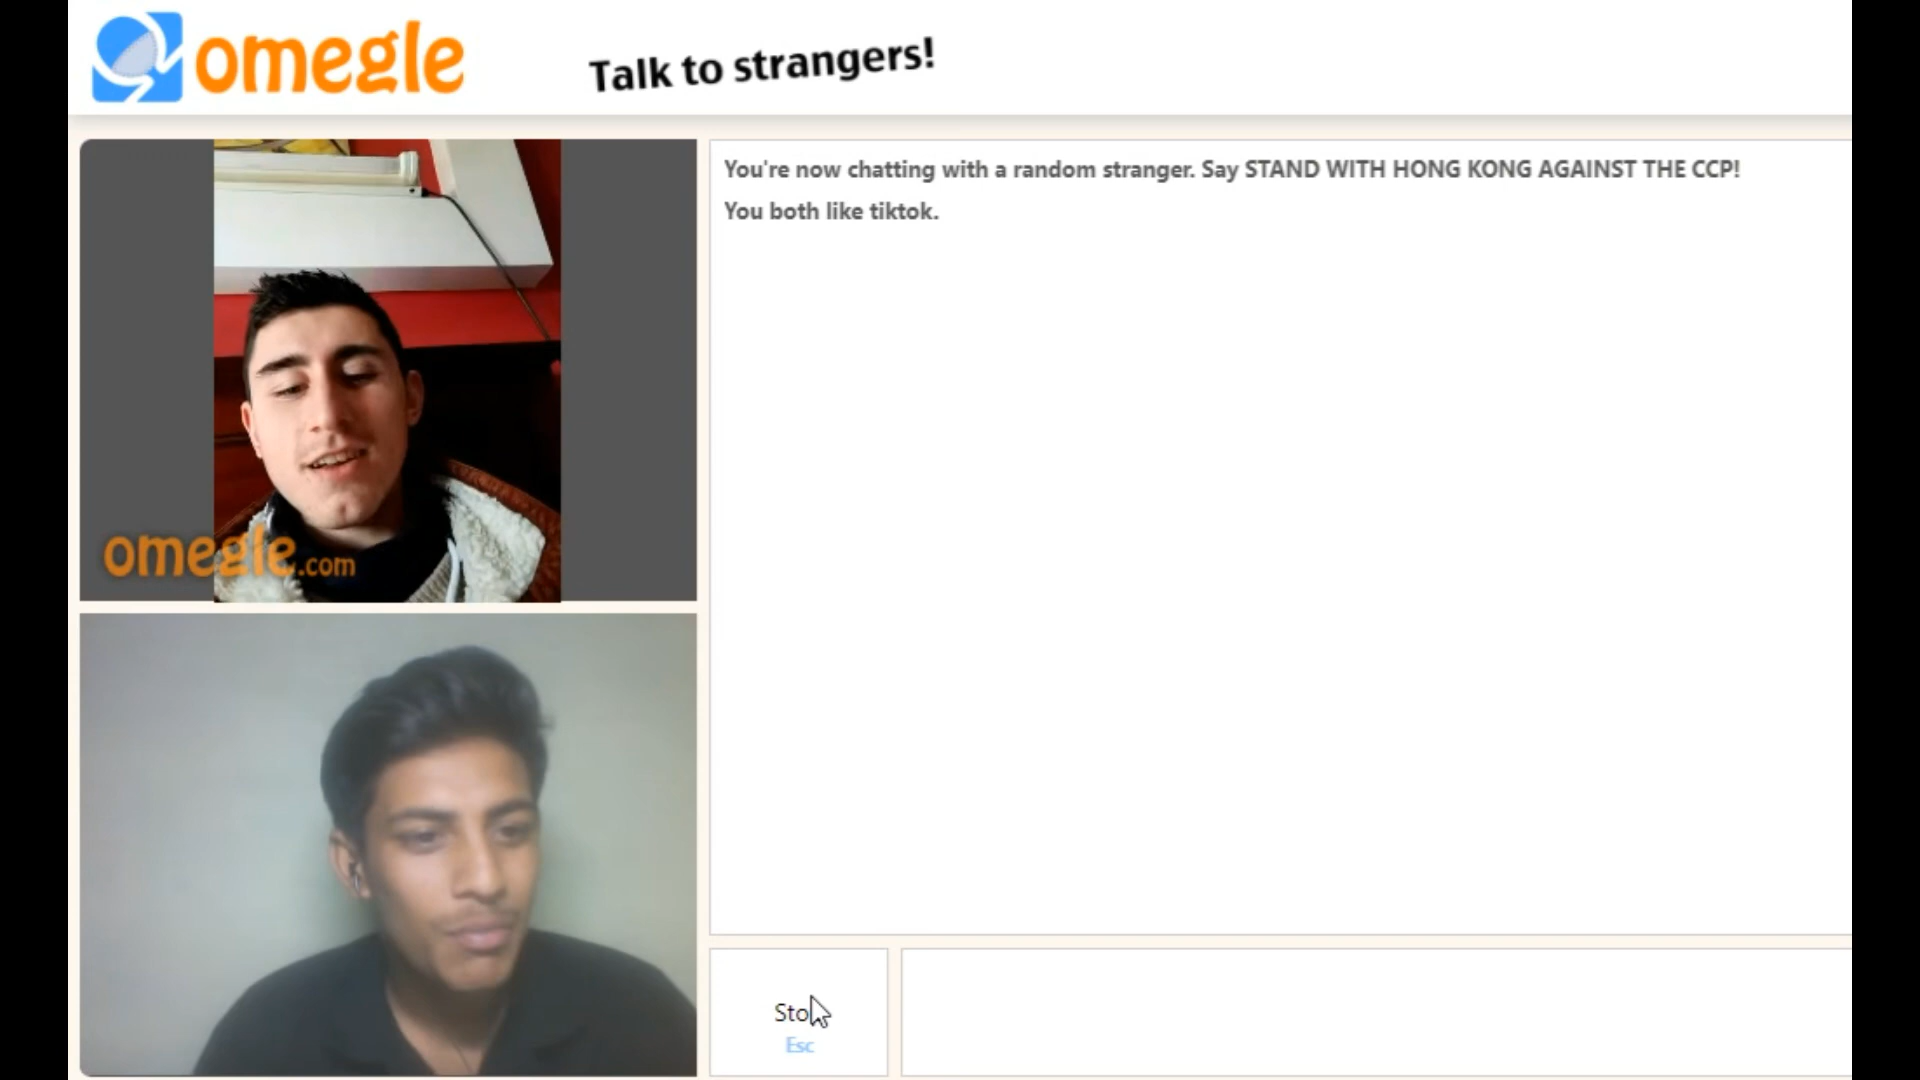 omegle
Talk to strangers!
You're now chatting with a random stranger. Say STAND WITH HONG KONG AGAINST THE CCP!
You both like tiktok.
omegle.com
Sto
Esc